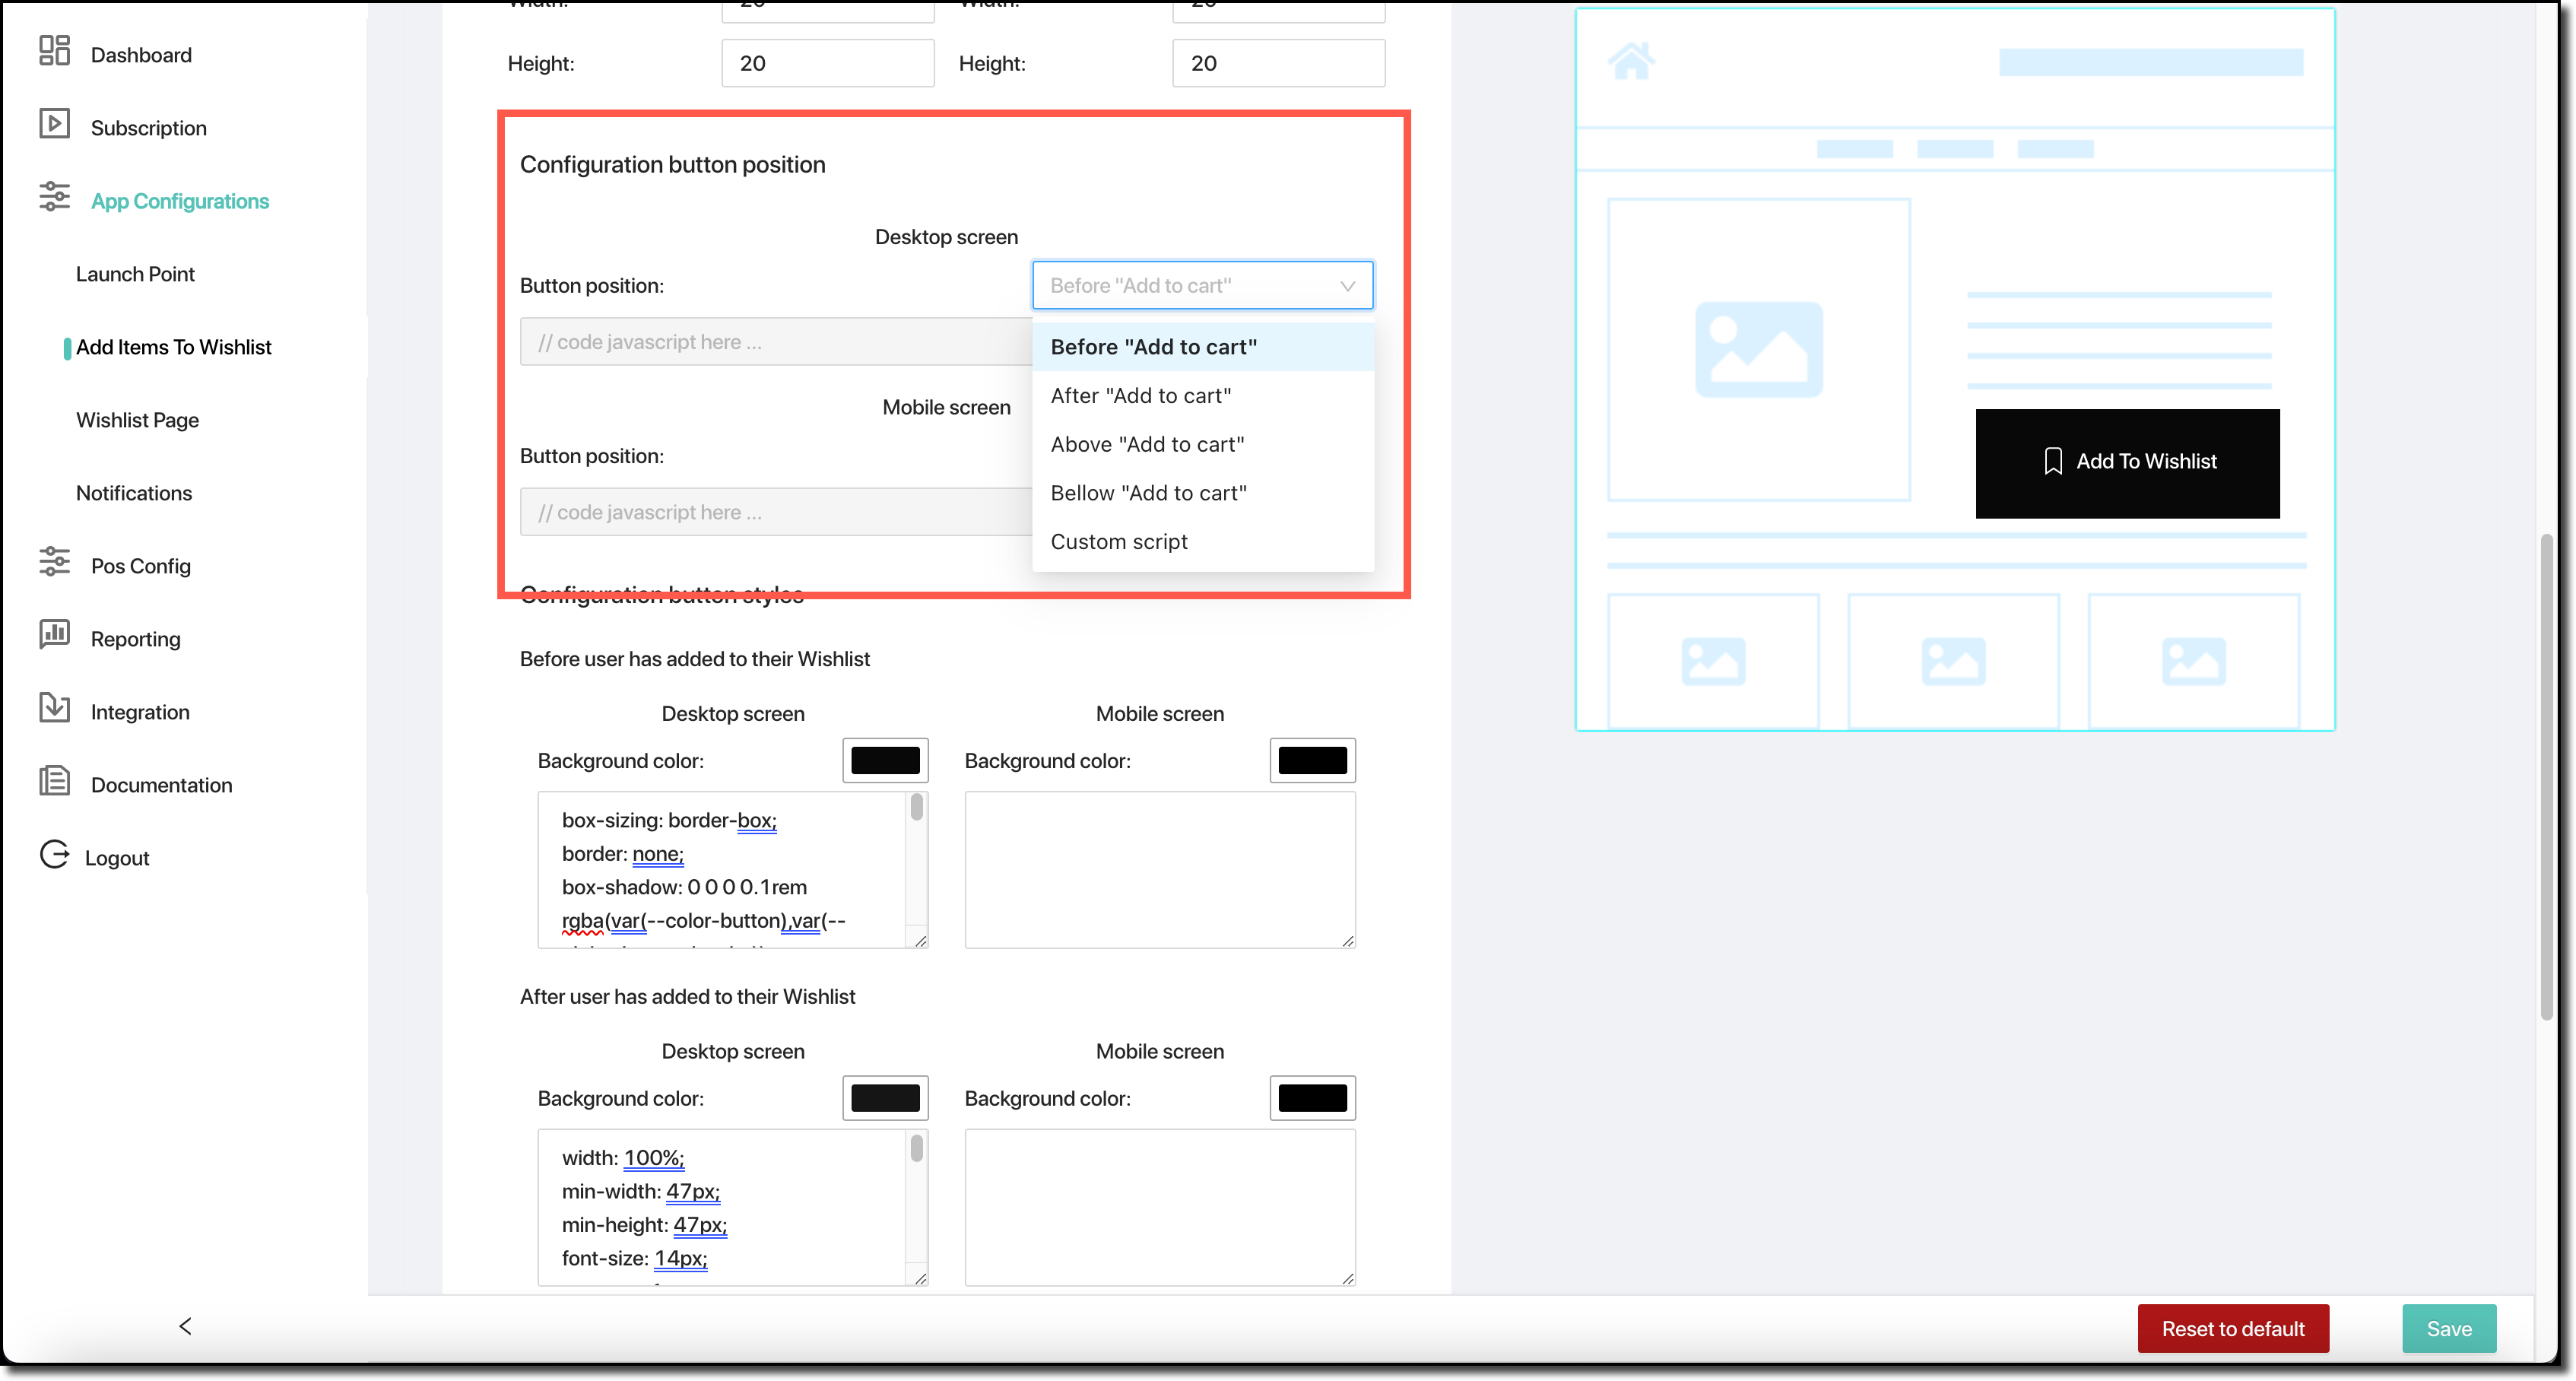 Width:
20
Width:
20
Dashboard
Height:
20
Height:
20
Subscription
Configuration button position
App Configurations
Desktop screen
Launch Point
Button position:
Before "Add to cart"
// code javascript here ...
Before "Add to cart"
Add Items To Wishlist
After "Add to cart"
Mobile screen
Wishlist Page
Above "Add to cart"
Button position:
Add To Wishlist
Notifications
Bellow "Add to cart"
// code javascript here ...
Custom script
Pos Config
Configuration button styles
Reporting
Before user has added to their Wishlist
Integration
Desktop screen
Mobile screen
Background color:
Background color:
Documentation
box-sizing: border-box;
border: none;
Logout
box-shadow: 0 0 0 0.1rem
rgba(var(--color-button),var(--
After user has added to their Wishlist
Desktop screen
Mobile screen
Background color:
Background color:
width: 100%;
min-width: 47px;
min-height: 47px;
font-size: 14px;
Reset to default
Save